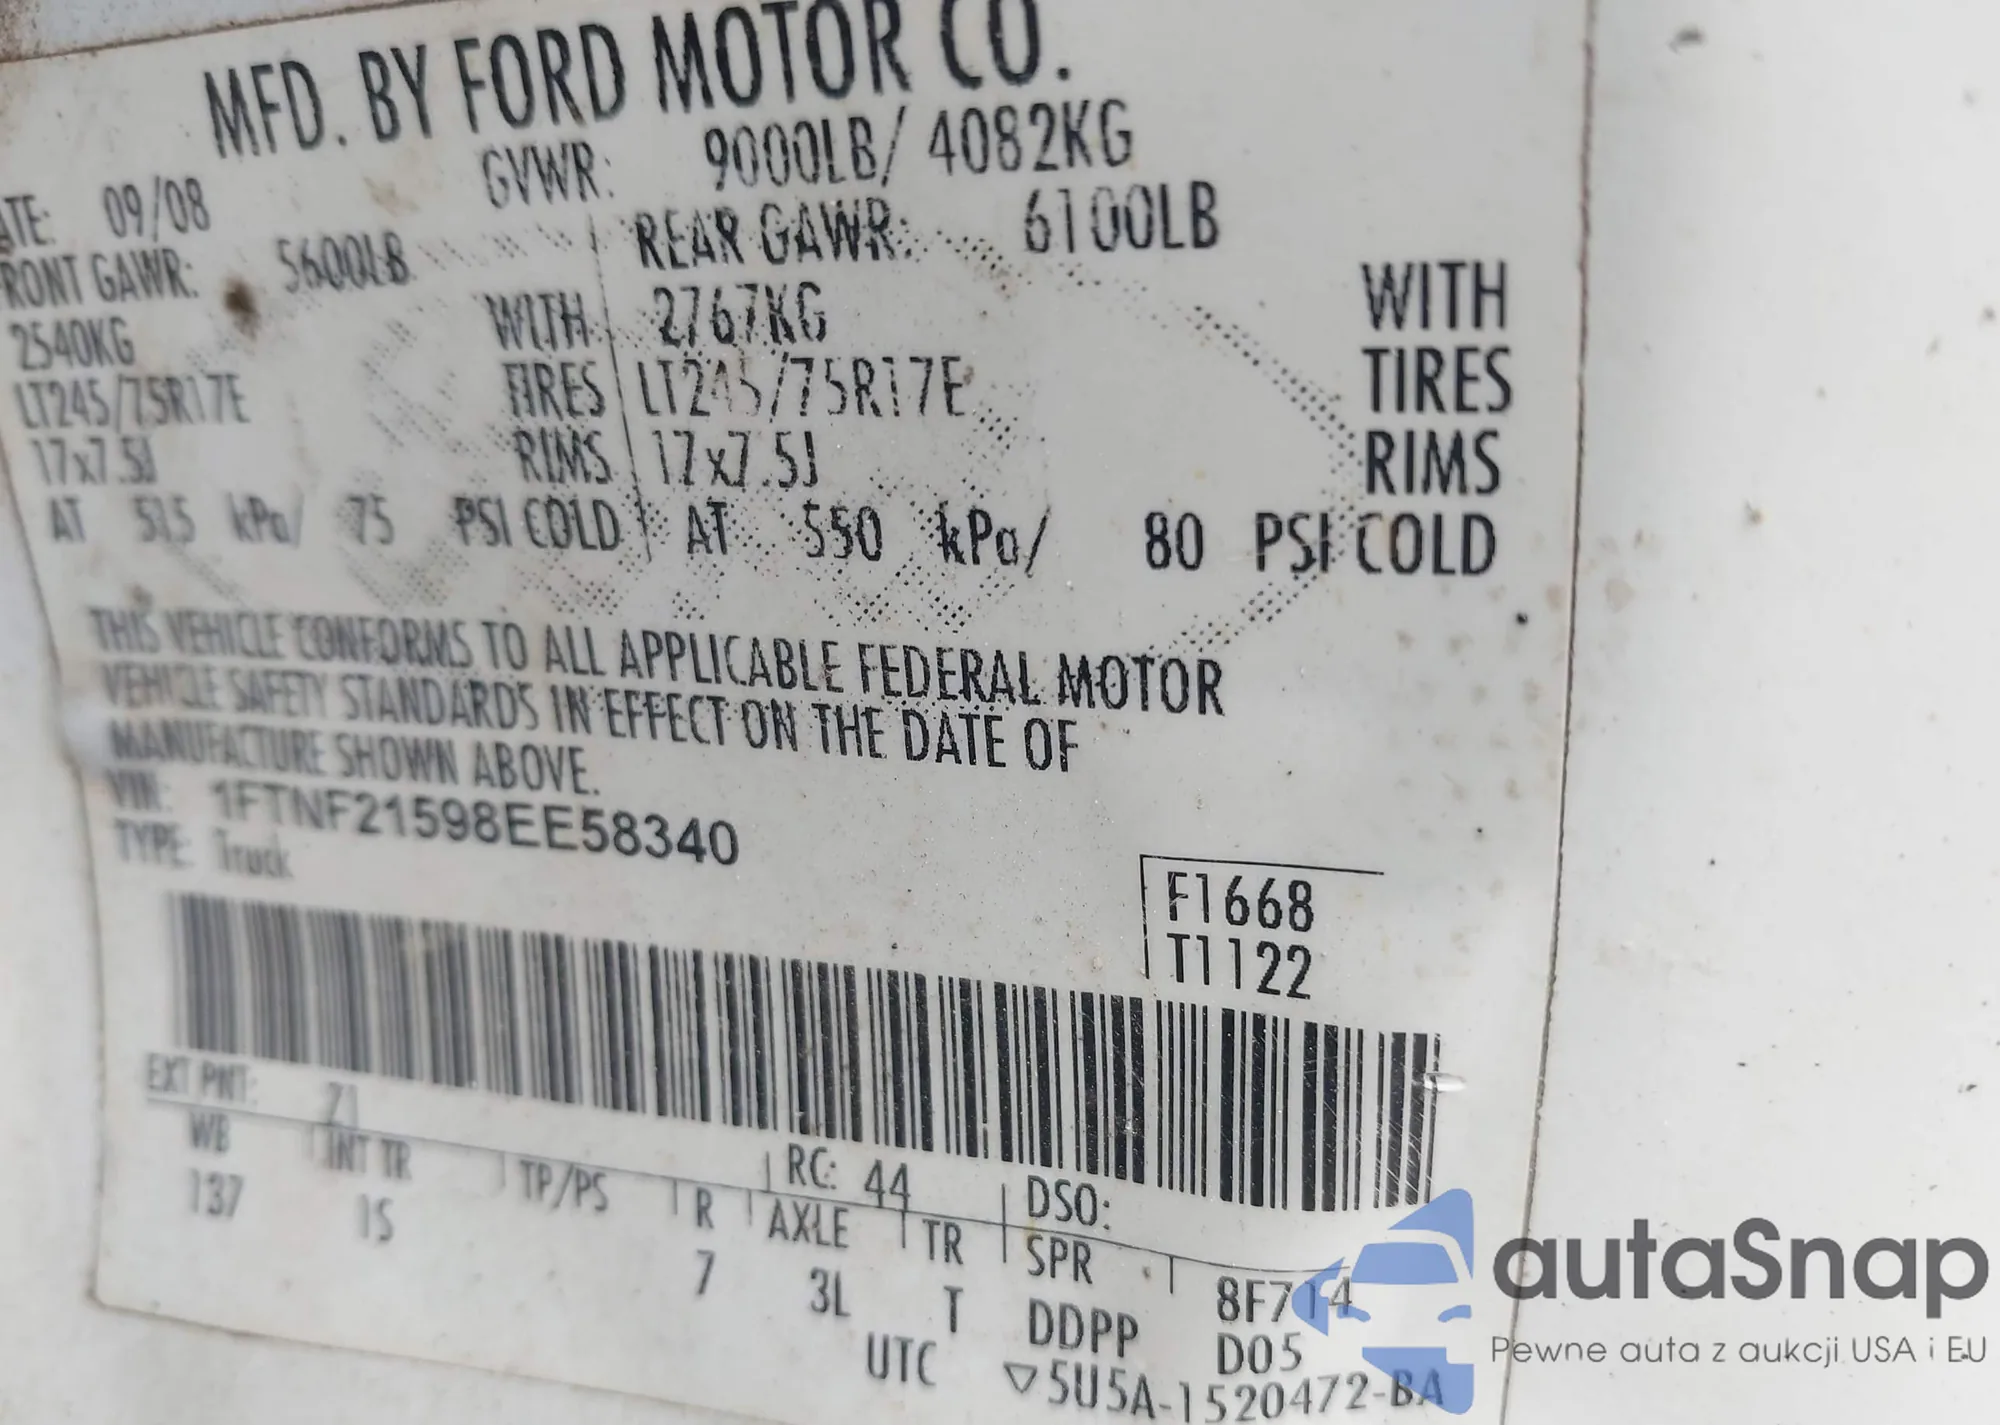 MFD. BY FORD MOTOR CO.
ATE: 09/08 GVWR: 9000LB/ 4082KG
RONT GAWR: 5600LB REAR GAWR: 6100LB
2540KG WITH 2767KG WITH
LT245/75R17E TIRES LT245/75R17E TIRES
17x7.5J RIMS 17x7.5J RIMS
AT 515 kPa/ 75 PSI COLD AT 550 kPa/ 80 PSI COLD
THIS VEHICLE CONFORMS TO ALL APPLICABLE FEDERAL MOTOR
VEHICLE SAFETY STANDARDS IN EFFECT ON THE DATE OF
MANUFACTURE SHOWN ABOVE.
VIN: 1FTNF21598EE58340
TYPE: Truck
F1668
T1122
EXT PNT: Z1 RC: 44 DSO:
WB INT TR TP/PS R AXLE TR SPR
137 1S 7 3L T DDPP 8F714
D05
UTC ▽5U5A-1520472-BA
autaSnap
Pewne auta z aukcji USA i EU